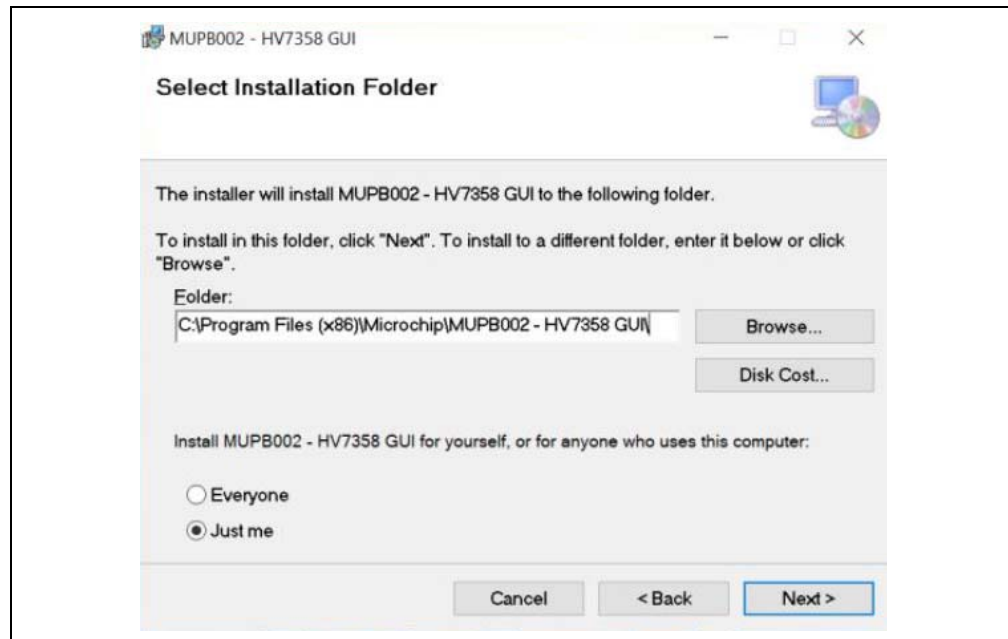 MUPB002 - HV7358 GUI
Select Installation Folder
The installer will install MUPB002 - HV7358 GUI to the following folder.
To install in this folder, click "Next". To install to a different folder, enter it below or click
"Browse".
Folder:
C:\Program Files (x86)\Microchip\MUPB002 - HV7358 GUI\
Browse...
Disk Cost...
Install MUPB002 - HV7358 GUI for yourself, or for anyone who uses this computer:
Everyone
Just me
Cancel
< Back
Next >